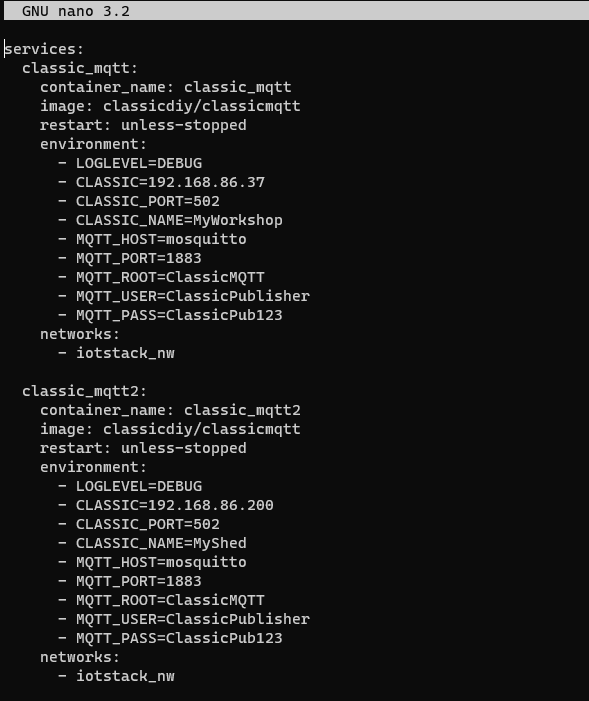 GNU nano 3.2
services:
classic_mqtt:
container_name: classic_mqtt
image: classicdiy/classicmqtt
restart: unless-stopped
environment:
- LOGLEVEL=DEBUG
- CLASSIC=192.168.86.37
- CLASSIC_PORT=502
- CLASSIC_NAME=MyWorkshop
- MQTT_HOST=mosquitto
- MQTT_PORT=1883
- MQTT_ROOT=ClassicMQTT
- MQTT_USER=ClassicPublisher
- MQTT_PASS=ClassicPub123
networks:
- iotstack_nw
classic_mqtt2:
container_name: classic_mqtt2
image: classicdiy/classicmqtt
restart: unless-stopped
environment:
- LOGLEVEL=DEBUG
- CLASSIC=192.168.86.200
- CLASSIC_PORT=502
- CLASSIC_NAME=MyShed
- MQTT_HOST=mosquitto
- MQTT_PORT=1883
- MQTT_ROOT=ClassicMQTT
- MQTT_USER=ClassicPublisher
- MQTT_PASS=ClassicPub123
networks:
- iotstack_nw